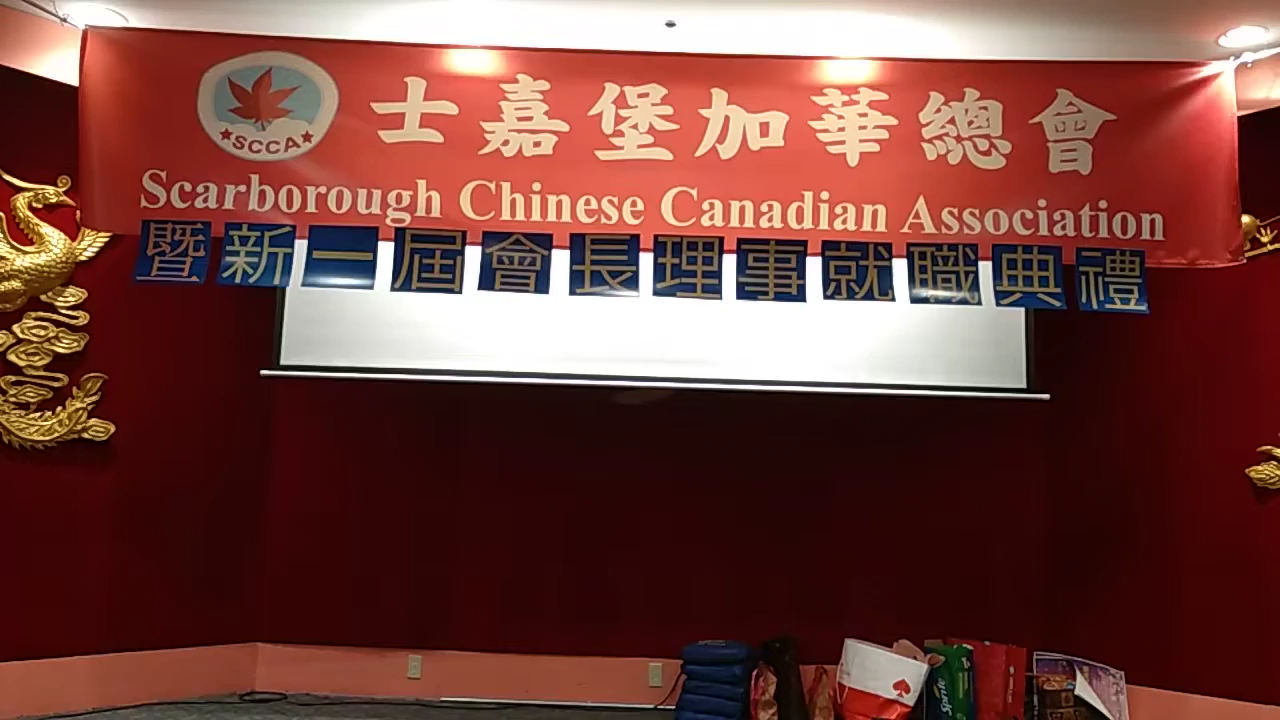 士嘉堡加華總會
★SCCA★
Scarborough Chinese Canadian Association
暨新一屆會長理事就職典禮
Sprite